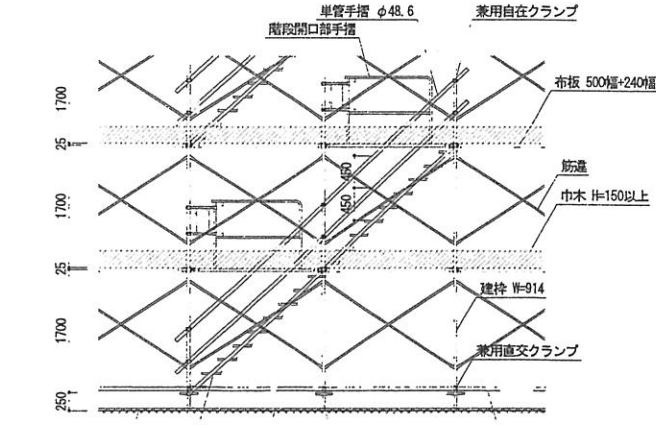 単管手摺 φ48.6
兼用自在クランプ
階段開口部手摺
布板 500幅+240幅
1700
25
450
筋違
450
1700
巾木 H=150以上
25
建枠 W=914
1700
兼用直交クランプ
250